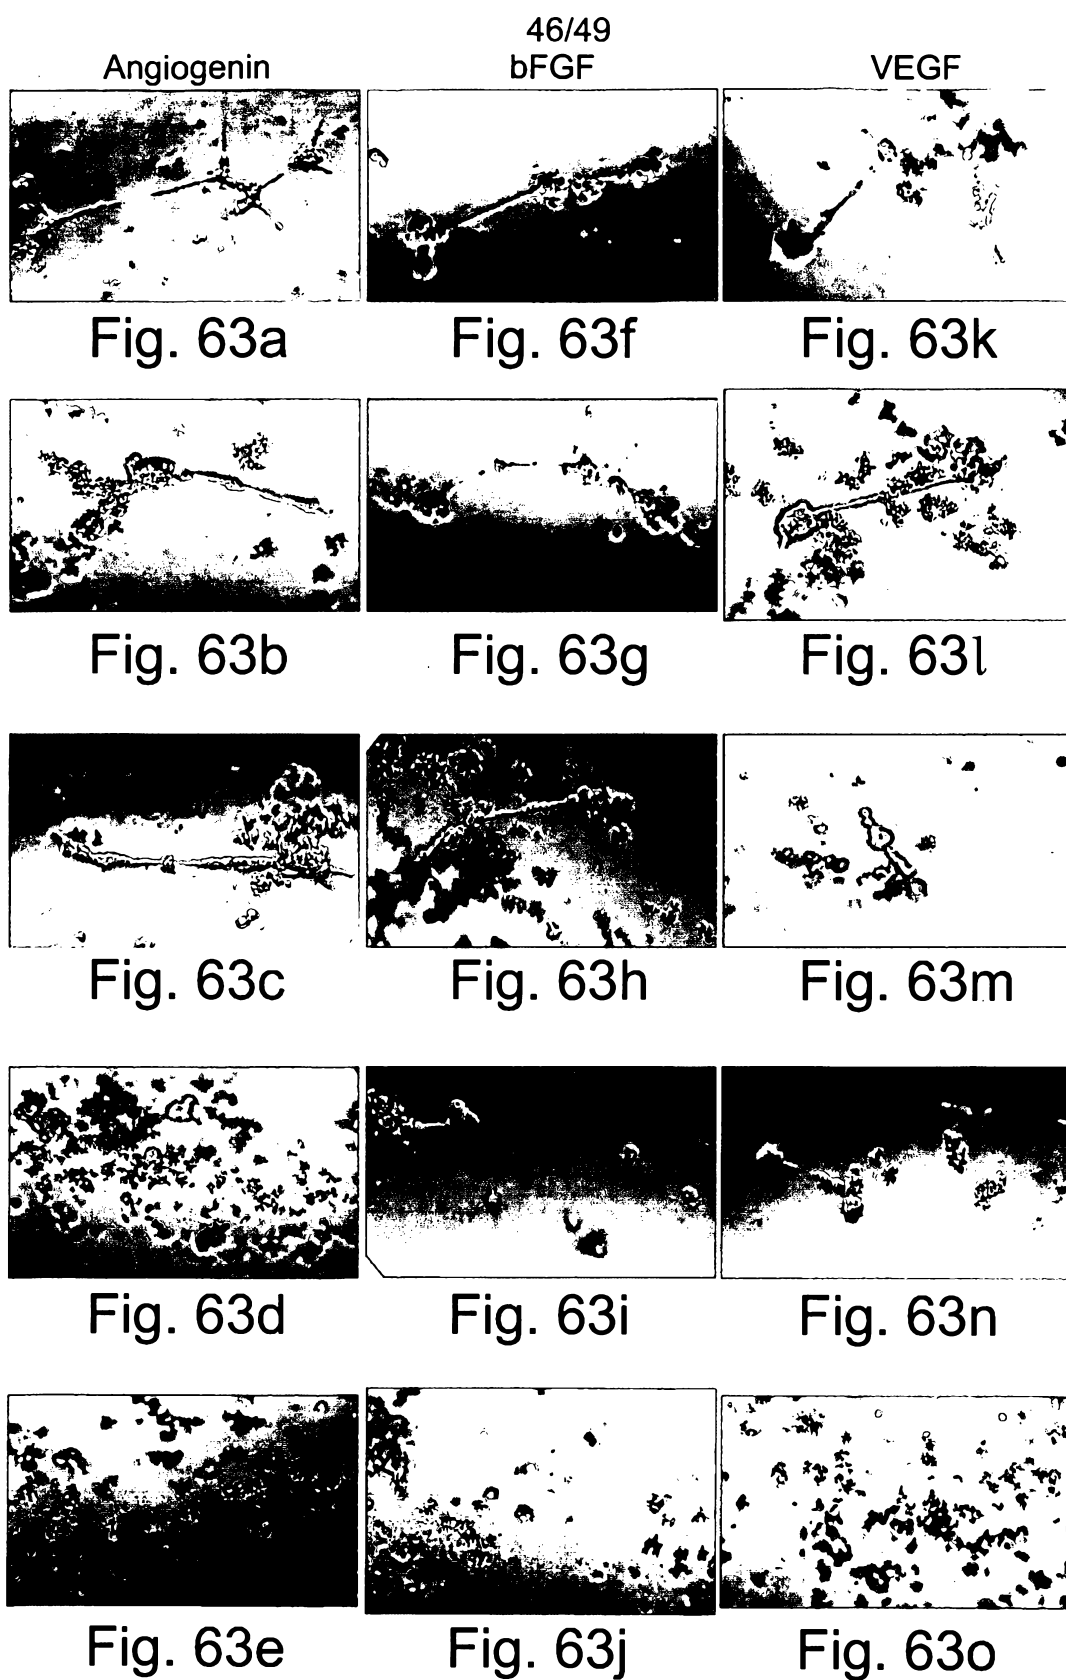 46/49
Angiogenin bFGF VEGF
Fig. 63a Fig. 63f Fig. 63k
Fig. 63b Fig. 63g Fig. 63l
Fig. 63c Fig. 63h Fig. 63m
Fig. 63d Fig. 63i Fig. 63n
Fig. 63e Fig. 63j Fig. 63o